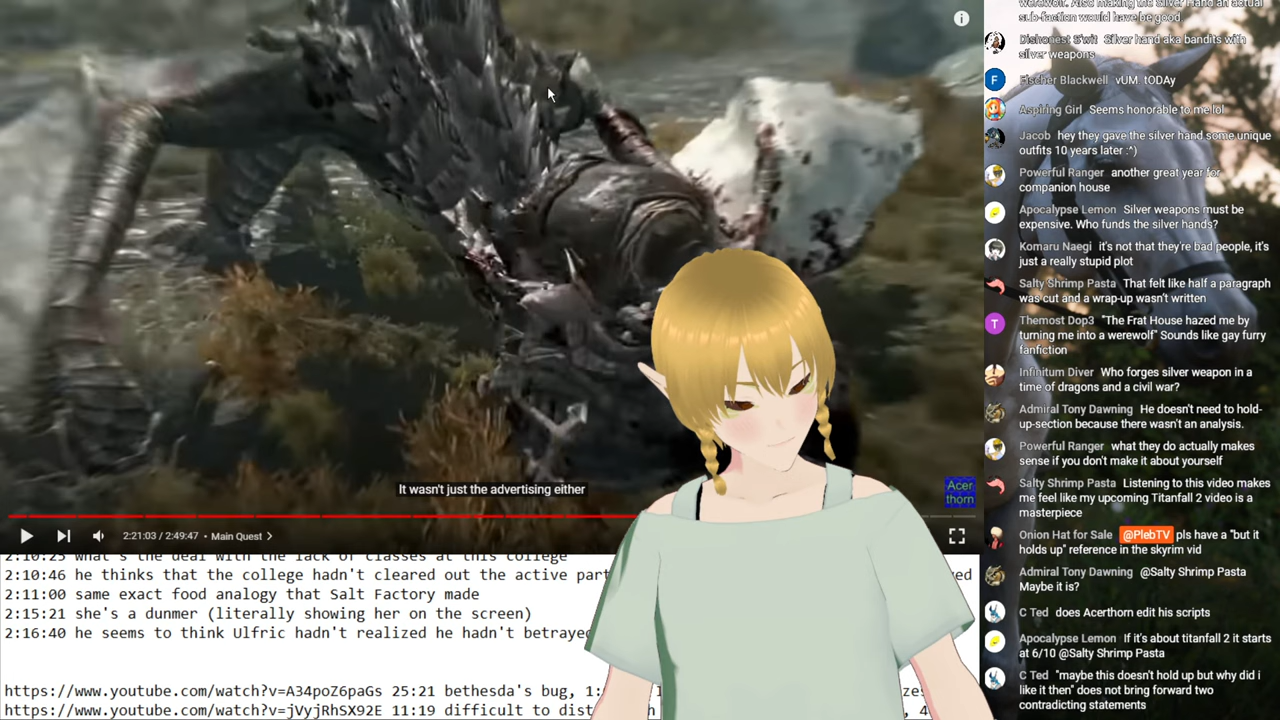 It wasn't just the advertising either
Acer
thorn
2:21:03 / 2:49:47 • Main Quest
2:10:25 what's the deal with the lack of classes at this college
2:10:46 he thinks that the college hadn't cleared out the active part
2:11:00 same exact food analogy that Salt Factory made
2:15:21 she's a dunmer (literally showing her on the screen)
2:16:40 he seems to think Ulfric hadn't realized he hadn't betraye
https://www.youtube.com/watch?v=A34poZ6paGs 25:21 bethesda's bug, 1:
https://www.youtube.com/watch?v=jVyjRhSX92E 11:19 difficult to dist
werewolf. Also making the Silver Hand an actual
sub-faction would have be good
Dishonest S'wit Silver hand aka bandits with
silver weapons
F
Fischer Blackwell vUM tODAy
Aspiring Girl Seems honorable to me lol
Jacob hey they gave the silver hand some unique
outfits 10 years later :^)
Powerful Ranger another great year for
companion house
Apocalypse Lemon Silver weapons must be
expensive. Who funds the silver hands?
Komaru Naegi it's not that they're bad people, it's
just a really stupid plot
Salty Shrimp Pasta That felt like half a paragraph
was cut and a wrap-up wasn't written
T
Themost Dop3 "The Frat House hazed me by
turning me into a werewolf" Sounds like gay furry
fanfiction
Infinitum Diver Who forges silver weapon in a
time of dragons and a civil war?
Admiral Tony Dawning He doesn't need to hold-
up-section because there wasn't an analysis.
Powerful Ranger what they do actually makes
sense if you don't make it about yourself
Salty Shrimp Pasta Listening to this video makes
me feel like my upcoming Titanfall 2 video is a
masterpiece
Onion Hat for Sale @PlebTV pls have a "but it
holds up" reference in the skyrim vid
Admiral Tony Dawning @Salty Shrimp Pasta
Maybe it is?
C Ted does Acerthorn edit his scripts
Apocalypse Lemon If it's about titanfall 2 it starts
at 6/10 @Salty Shrimp Pasta
C Ted "maybe this doesn't hold up but why did i
like it then" does not bring forward two
contradicting statements